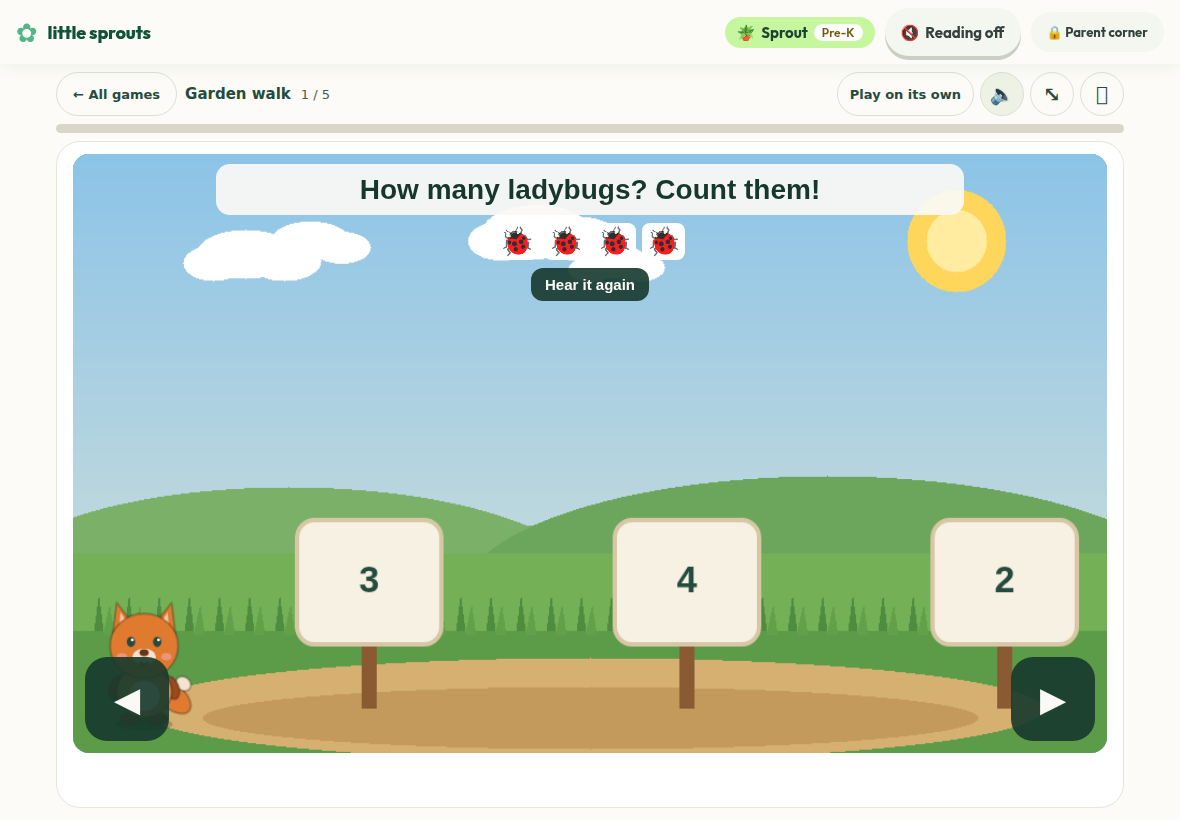 little sprouts
Sprout Pre-K
Reading off
Parent corner
← All games
Garden walk 1 / 5
Play on its own
How many ladybugs? Count them!
Hear it again
3 4 2